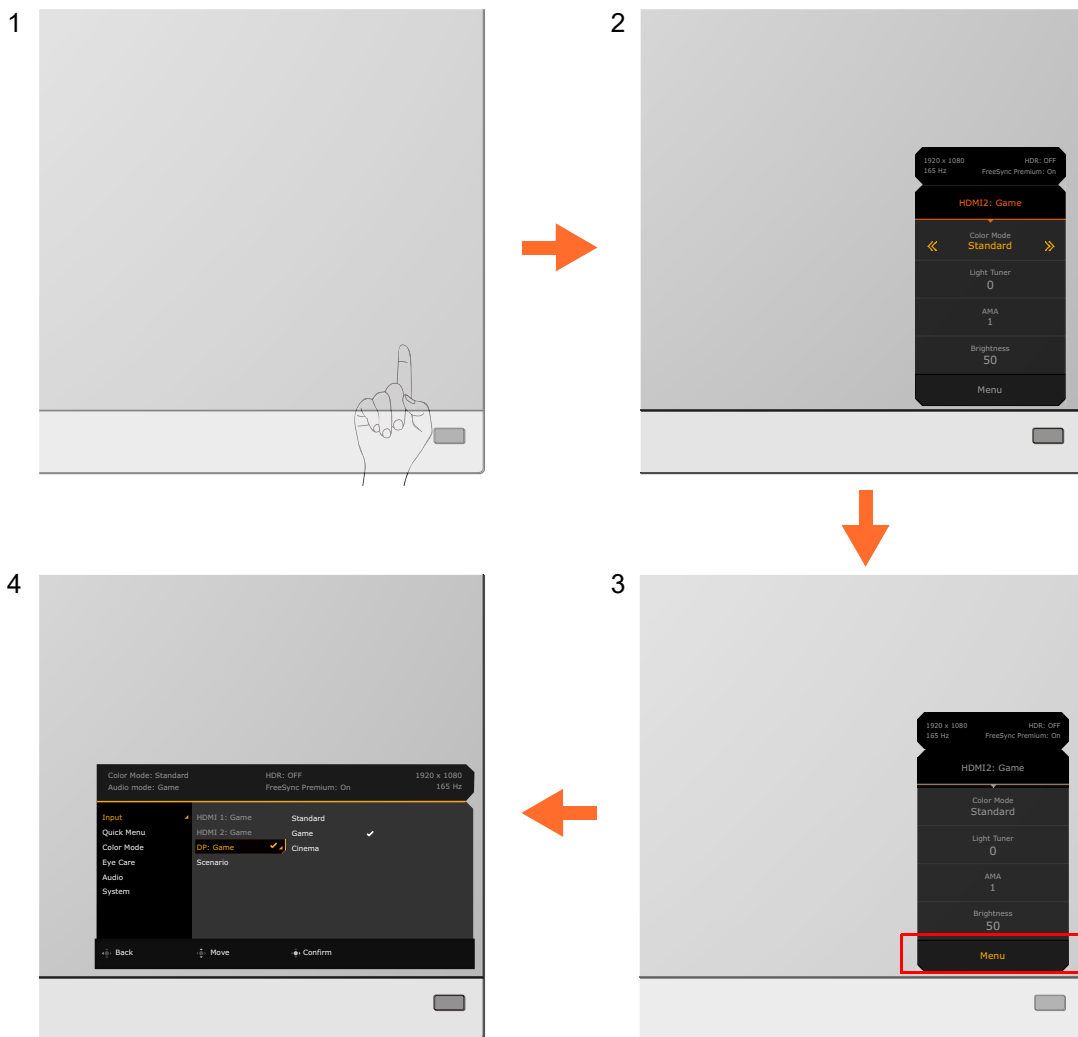 1
2
1920 x 1080 HDR: OFF
165 Hz FreeSync Premium: On
HDMI2: Game
Color Mode
Standard
Light Tuner
0
AMA
1
Brightness
50
Menu
4
Color Mode: Standard HDR: OFF 1920 x 1080
Audio mode: Game FreeSync Premium: On 165 Hz
Input HDMI 1: Game Standard
Quick Menu HDMI 2: Game Game
Color Mode DP: Game Cinema
Eye Care Scenario
Audio
System
Back Move Confirm
3
1920 x 1080 HDR: OFF
165 Hz FreeSync Premium: On
HDMI2: Game
Color Mode
Standard
Light Tuner
0
AMA
1
Brightness
50
Menu